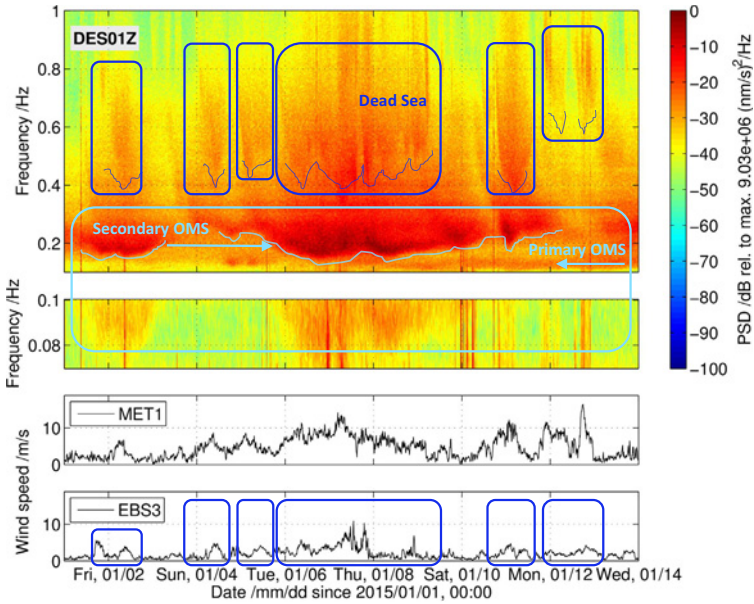 DES01Z
Frequency /Hz
1
0.8
0.6
0.4
0.2
Dead Sea
Secondary OMS
Primary OMS
Frequency /Hz
0.1
0.08
0
-10
-20
-30
-40
-50
-60
-70
-80
-90
-100
PSD /dB rel. to max. 9.03e+06 (nm/s)²/Hz
Wind speed /m/s
10
0
MET1
10
0
EBS3
Fri, 01/02 Sun, 01/04 Tue, 01/06 Thu, 01/08 Sat, 01/10 Mon, 01/12 Wed, 01/14
Date /mm/dd since 2015/01/01, 00:00